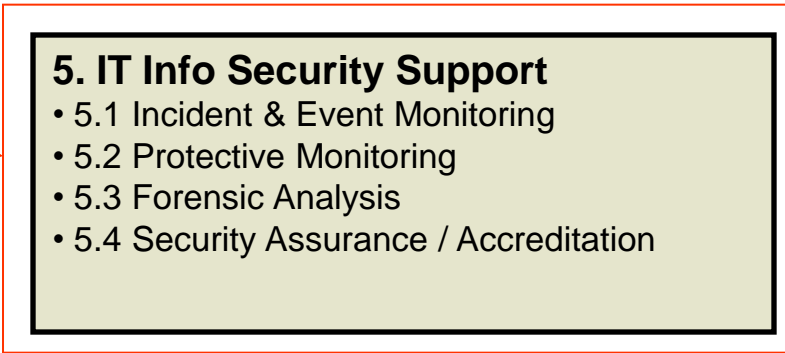 5. IT Info Security Support
• 5.1 Incident & Event Monitoring
• 5.2 Protective Monitoring
• 5.3 Forensic Analysis
• 5.4 Security Assurance / Accreditation